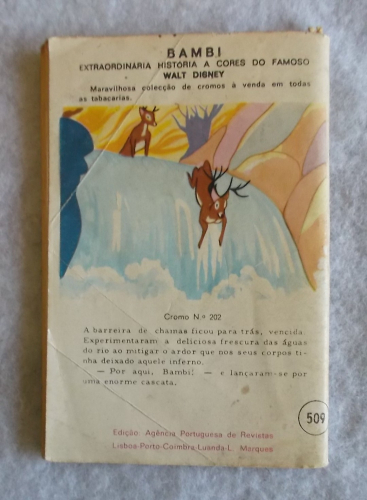 BAMBI
EXTRAORDINÁRIA HISTÓRIA A CORES DO FAMOSO
WALT DISNEY
Maravilhosa colecção de cromos à venda em todas
as tabacarias.
Cromo N.º 202
A barreira de chamas ficou para trás, vencida.
Experimentaram a deliciosa frescura das águas
do rio ao mitigar o ardor que nos seus corpos ti-
nha deixado aquele inferno.
— Por aqui, Bambi! — e lançaram-se por
uma enorme cascata.
509
Edição Agência Portuguesa de Revistas
Lisboa-Porto-Coimbra-Luanda-L. Marques